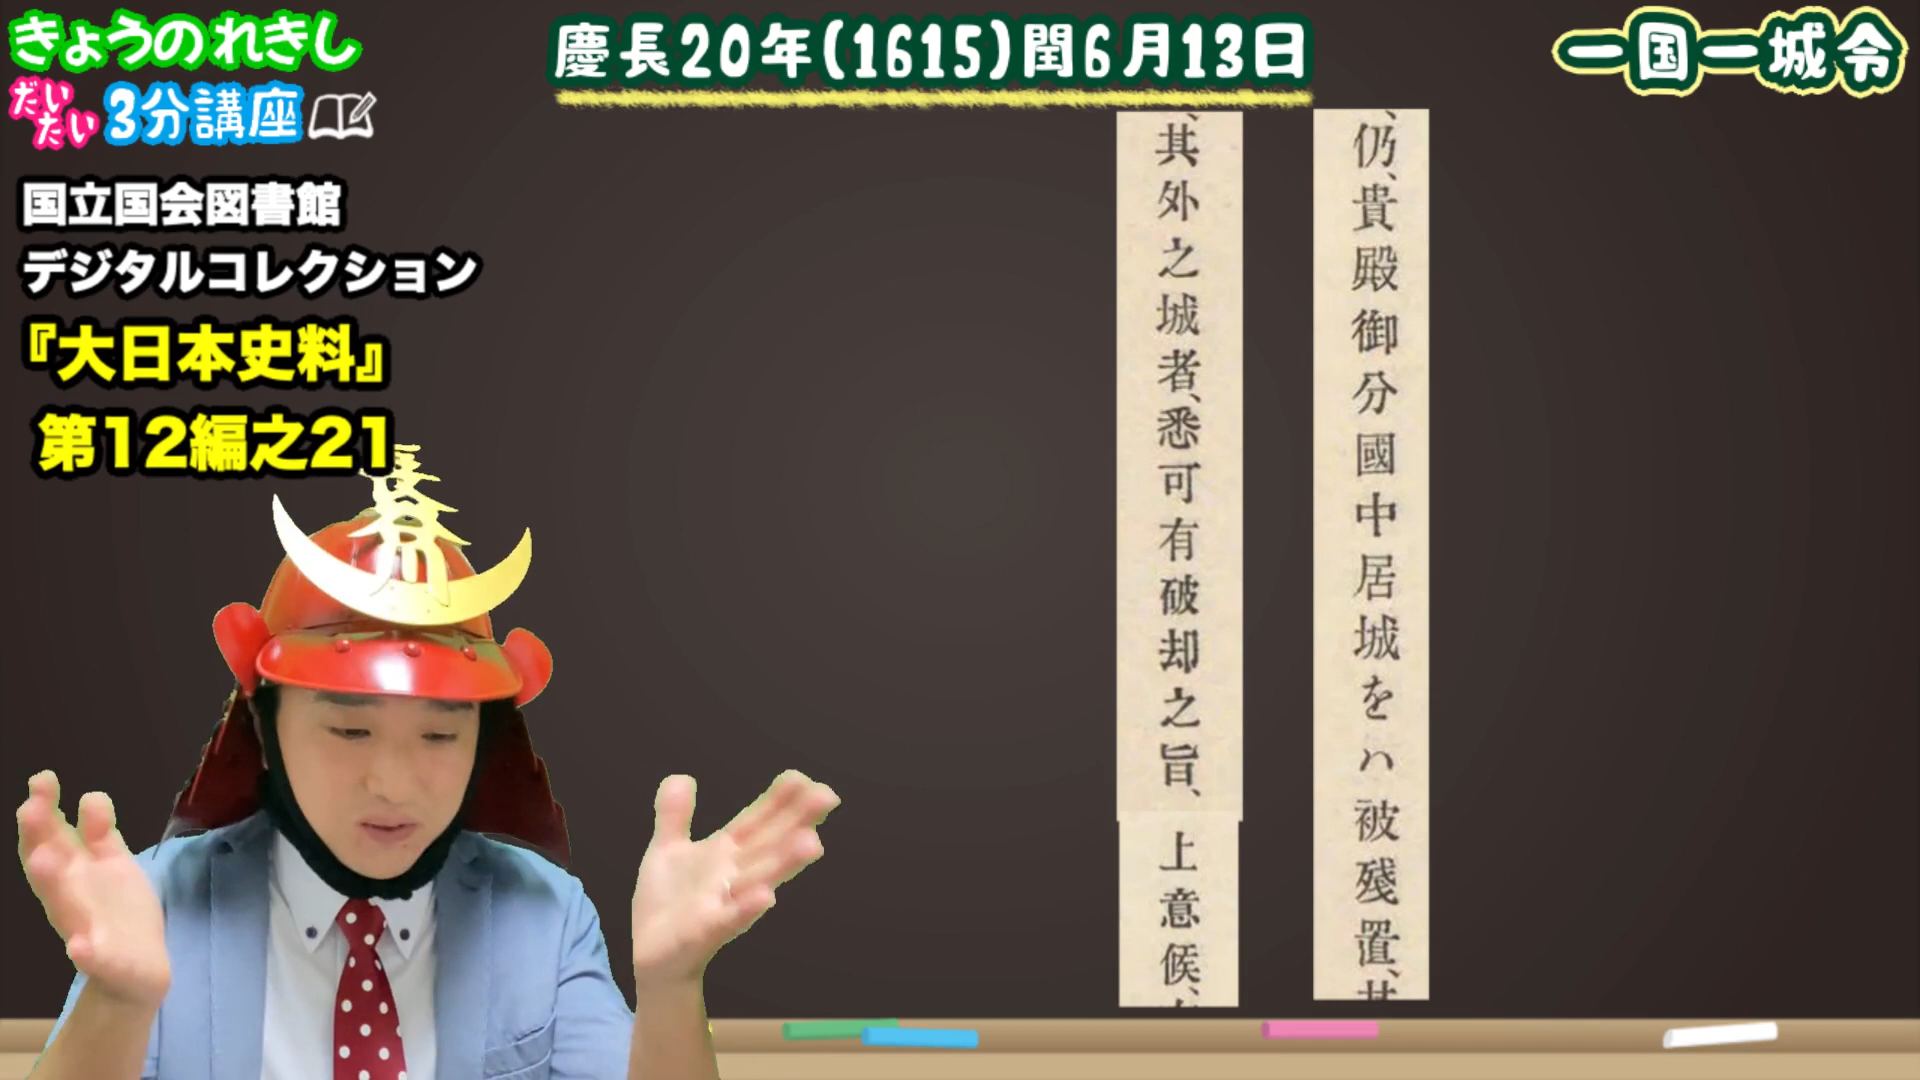 きょうのれきし
だいたい3分講座
慶長20年(1615)閏6月13日
一国一城令
国立国会図書館
デジタルコレクション
『大日本史料』
第12編之21
仍、貴殿御分國中居城をハ被殘置、
其外之城者、悉可有破却之旨、上意候、